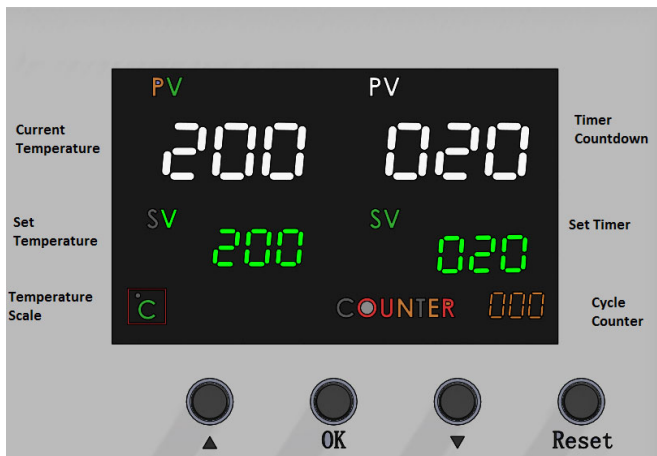 PV
PV
Current
Temperature
200
020
Timer
Countdown
Set
Temperature
SV
200
SV
020
Set Timer
Temperature
Scale
°C
COUNTER
000
Cycle
Counter
▲
OK
▼
Reset